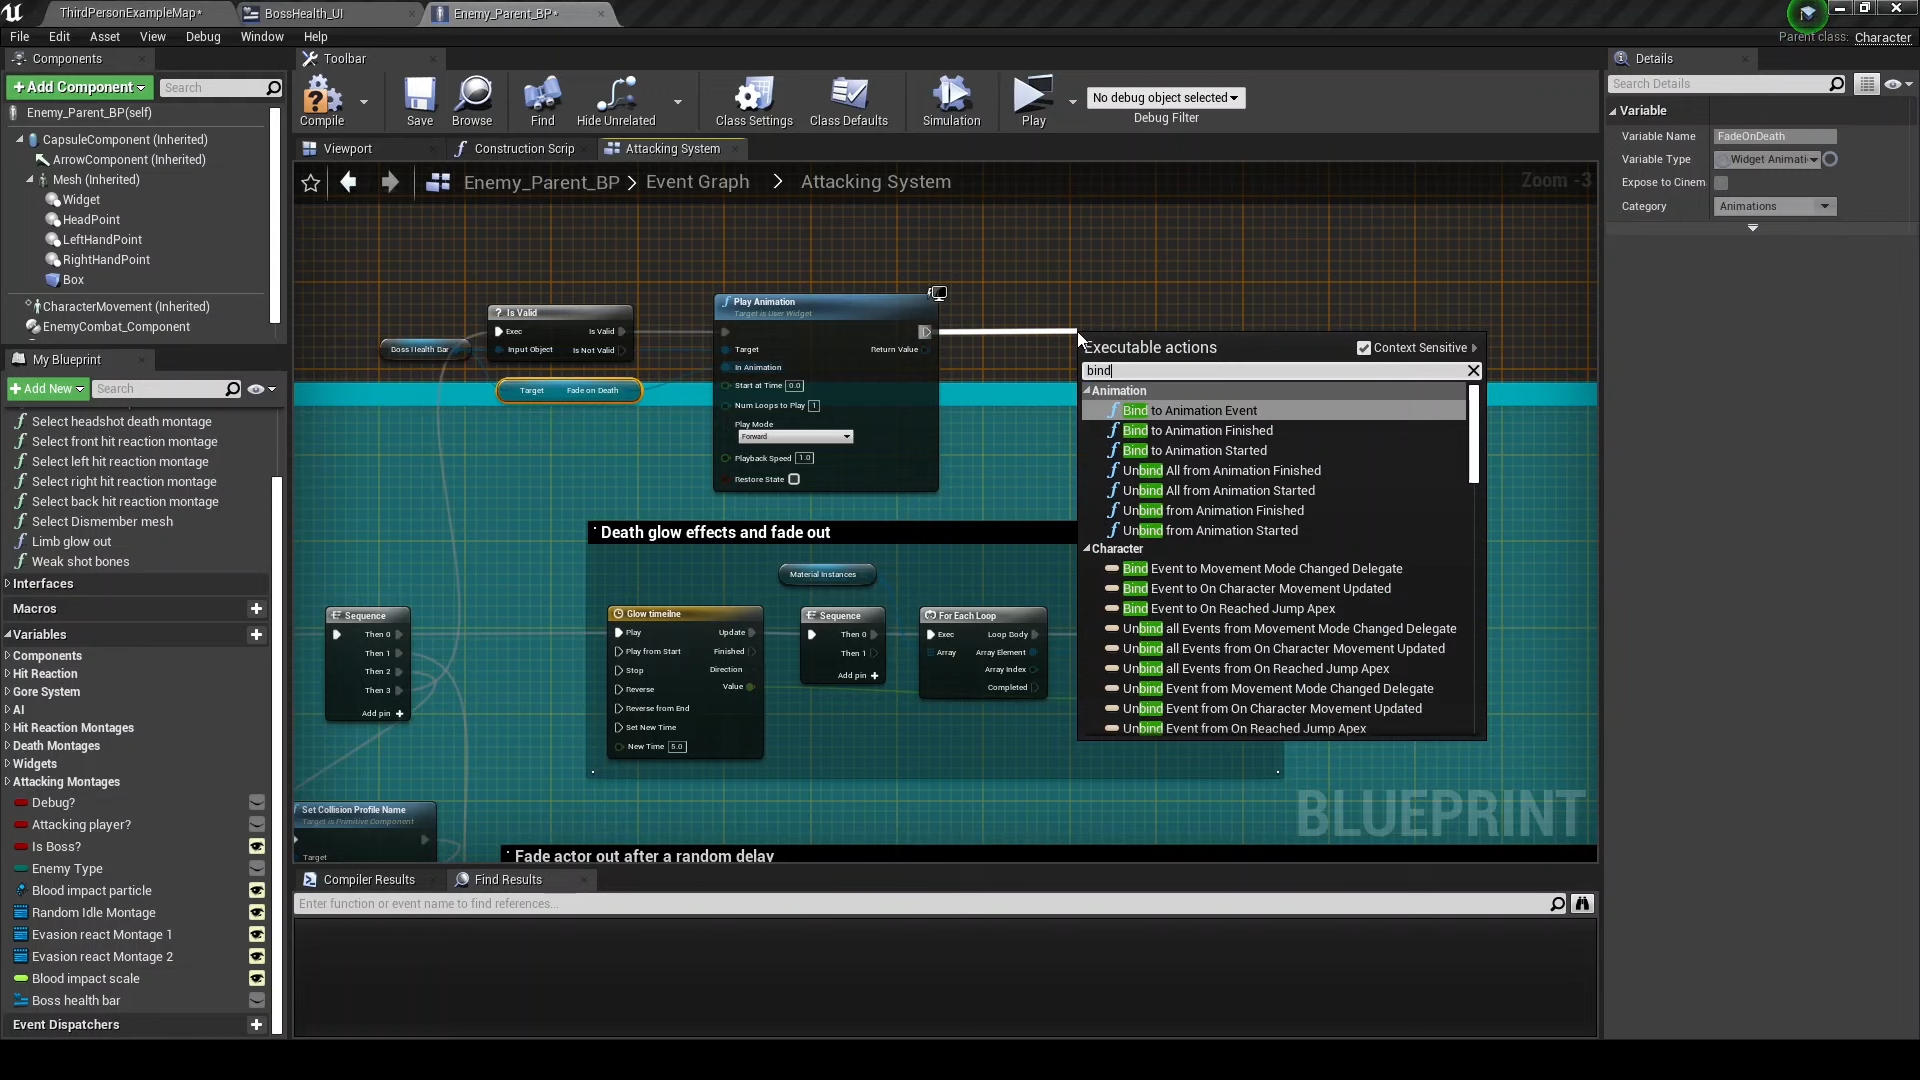 ThirdPersonExampleMap*
BossHealth_UI
Enemy_Parent_BP*
File Edit Asset View Debug Window Help
Parent class: Character
Components
+Add Component
Search
Enemy_Parent_BP(self)
CapsuleComponent (Inherited)
ArrowComponent (Inherited)
Mesh (Inherited)
Widget
HeadPoint
LeftHandPoint
RightHandPoint
Box
CharacterMovement (Inherited)
EnemyCombat_Component
My Blueprint
+Add New
Search
Select headshot death montage
Select front hit reaction montage
Select left hit reaction montage
Select right hit reaction montage
Select back hit reaction montage
Select Dismember mesh
Limb glow out
Weak shot bones
Interfaces
Macros
Variables
Components
Hit Reaction
Gore System
AI
Hit Reaction Montages
Death Montages
Widgets
Attacking Montages
Debug?
Attacking player?
Is Boss?
Enemy Type
Blood impact particle
Random Idle Montage
Evasion react Montage 1
Evasion react Montage 2
Blood impact scale
Boss health bar
Event Dispatchers
Toolbar
Compile
Save
Browse
Find
Hide Unrelated
Class Settings
Class Defaults
Simulation
Play
No debug object selected
Debug Filter
Viewport
Construction Scrip
Attacking System
Enemy_Parent_BP > Event Graph > Attacking System
Zoom -3
Boss Health Bar
? Is Valid
Exec Is Valid
Input Object Is Not Valid
Target Fade on Death
Play Animation
Target is User Widget
Target Return Value
In Animation
Start at Time 0.0
Num Loops to Play 1
Play Mode
Forward
Playback Speed 1.0
Restore State
Death glow effects and fade out
Material Instances
Sequence
Then 0
Then 1
Then 2
Then 3
Add pin +
Glow timeilne
Play Update
Play from Start Finished
Stop Direction
Reverse Value
Reverse from End
Set New Time
New Time 5.0
Sequence
Then 0
Then 1
Add pin +
For Each Loop
Exec Loop Body
Array Array Element
Array Index
Completed
Set Collision Profile Name
Target is Primitive Component
Target
Fade actor out after a random delay
BLUEPRINT
Executable actions
Context Sensitive
bind
Animation
Bind to Animation Event
Bind to Animation Finished
Bind to Animation Started
Unbind All from Animation Finished
Unbind All from Animation Started
Unbind from Animation Finished
Unbind from Animation Started
Character
Bind Event to Movement Mode Changed Delegate
Bind Event to On Character Movement Updated
Bind Event to On Reached Jump Apex
Unbind all Events from Movement Mode Changed Delegate
Unbind all Events from On Character Movement Updated
Unbind all Events from On Reached Jump Apex
Unbind Event from Movement Mode Changed Delegate
Unbind Event from On Character Movement Updated
Unbind Event from On Reached Jump Apex
Compiler Results
Find Results
Enter function or event name to find references...
Details
Search Details
Variable
Variable Name FadeOnDeath
Variable Type Widget Animati
Expose to Cinem
Category Animations